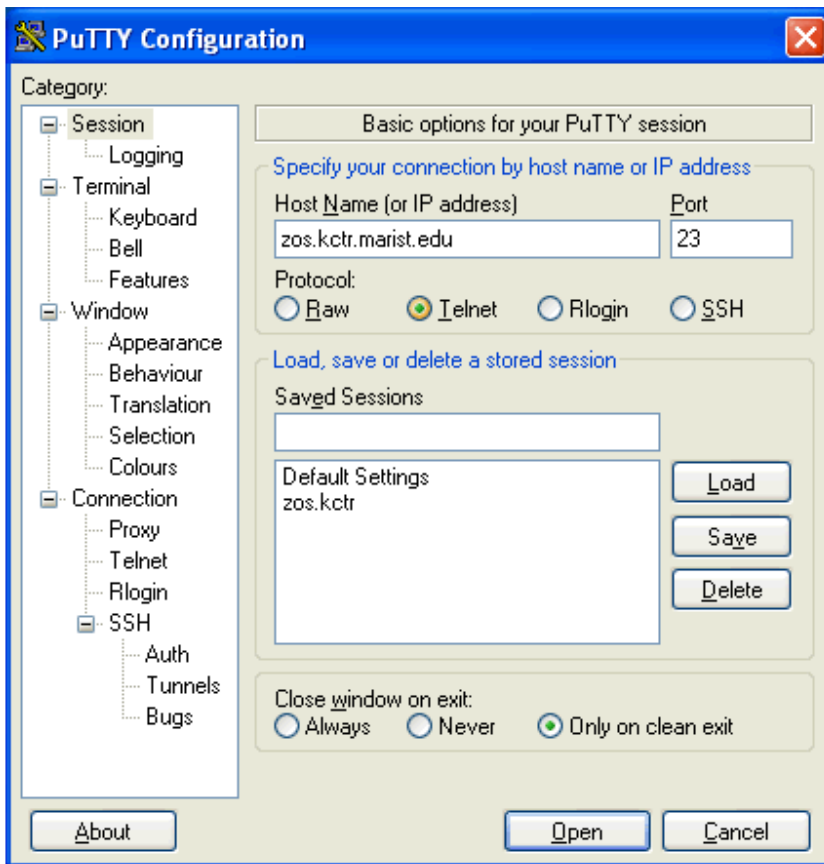 PuTTY Configuration
Category:
Session
Logging
Terminal
Keyboard
Bell
Features
Window
Appearance
Behaviour
Translation
Selection
Colours
Connection
Proxy
Telnet
Rlogin
SSH
Auth
Tunnels
Bugs
Basic options for your PuTTY session
Specify your connection by host name or IP address
Host Name (or IP address) Port
zos.kctr.marist.edu 23
Protocol:
Raw Telnet Rlogin SSH
Load, save or delete a stored session
Saved Sessions
Default Settings
zos.kctr
Load
Save
Delete
Close window on exit:
Always Never Only on clean exit
About Open Cancel